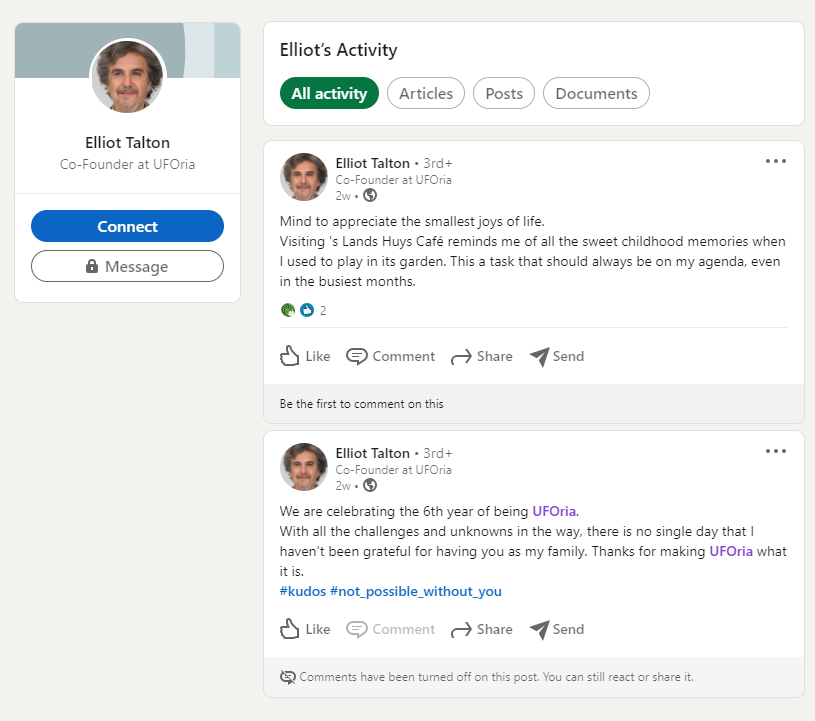 Elliot Talton
Co-Founder at UFOria
Connect
Message
Elliot’s Activity
All activity
Articles
Posts
Documents
Elliot Talton • 3rd+
Co-Founder at UFOria
2w •
Mind to appreciate the smallest joys of life.
Visiting 's Lands Huys Café reminds me of all the sweet childhood memories when
I used to play in its garden. This a task that should always be on my agenda, even
in the busiest months.
2
Like Comment Share Send
Be the first to comment on this
Elliot Talton • 3rd+
Co-Founder at UFOria
2w •
We are celebrating the 6th year of being UFOria.
With all the challenges and unknowns in the way, there is no single day that I
haven't been grateful for having you as my family. Thanks for making UFOria what
it is.
#kudos #not_possible_without_you
Like Comment Share Send
Comments have been turned off on this post. You can still react or share it.